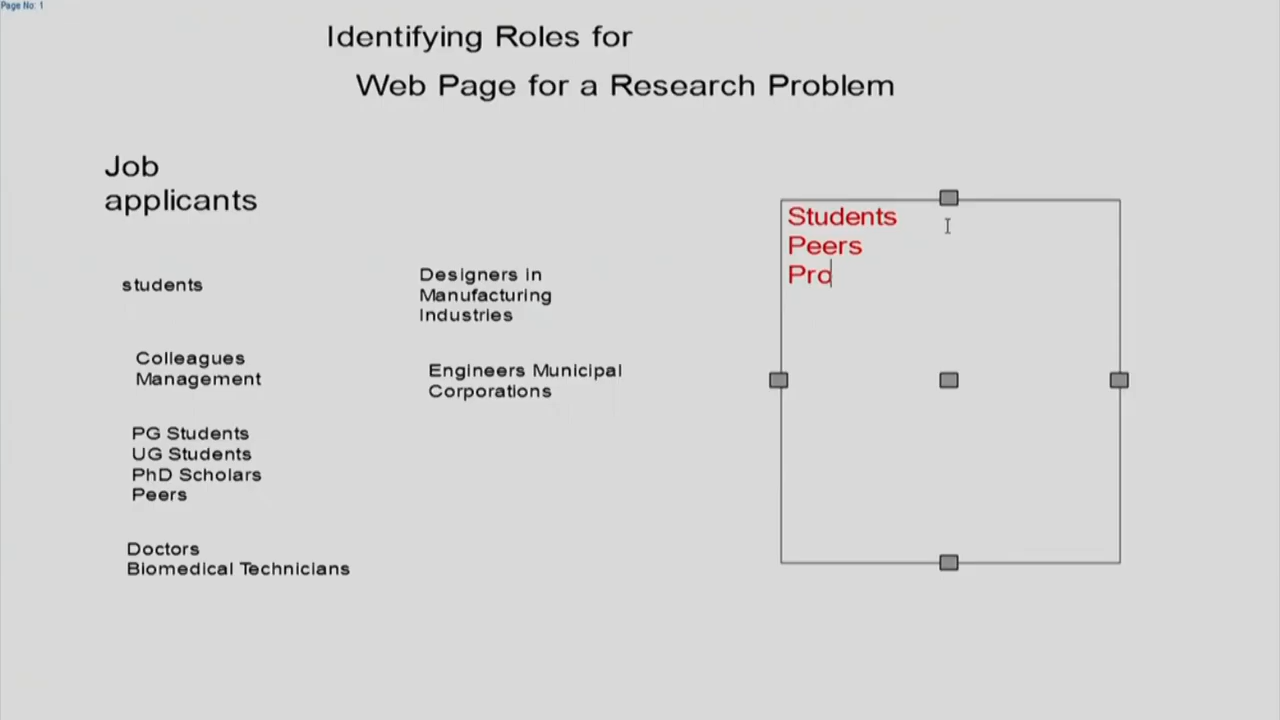 Page No: 1
Identifying Roles for
Web Page for a Research Problem
Job
applicants
students
Colleagues
Management
PG Students
UG Students
PhD Scholars
Peers
Doctors
Biomedical Technicians
Designers in
Manufacturing
Industries
Engineers Municipal
Corporations
Students
Peers
Pro